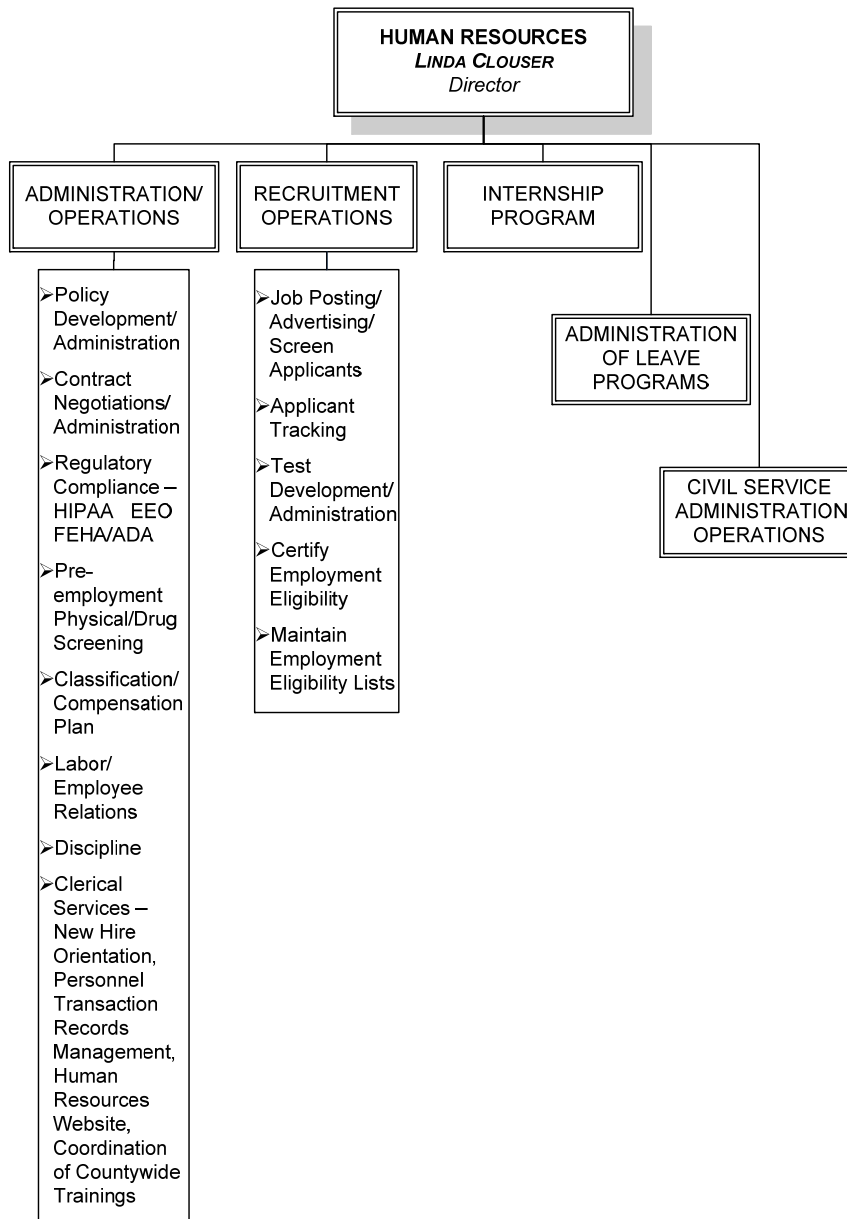 HUMAN RESOURCES
LINDA CLOUSER
Director
ADMINISTRATION/
OPERATIONS
RECRUITMENT
OPERATIONS
INTERNSHIP
PROGRAM
ADMINISTRATION
OF LEAVE
PROGRAMS
CIVIL SERVICE
ADMINISTRATION
OPERATIONS
➢Policy
Development/
Administration
➢Contract
Negotiations/
Administration
➢Regulatory
Compliance –
HIPAA EEO
FEHA/ADA
➢Pre-
employment
Physical/Drug
Screening
➢Classification/
Compensation
Plan
➢Labor/
Employee
Relations
➢Discipline
➢Clerical
Services –
New Hire
Orientation,
Personnel
Transaction
Records
Management,
Human
Resources
Website,
Coordination
of Countywide
Trainings
➢Job Posting/
Advertising/
Screen
Applicants
➢Applicant
Tracking
➢Test
Development/
Administration
➢Certify
Employment
Eligibility
➢Maintain
Employment
Eligibility Lists